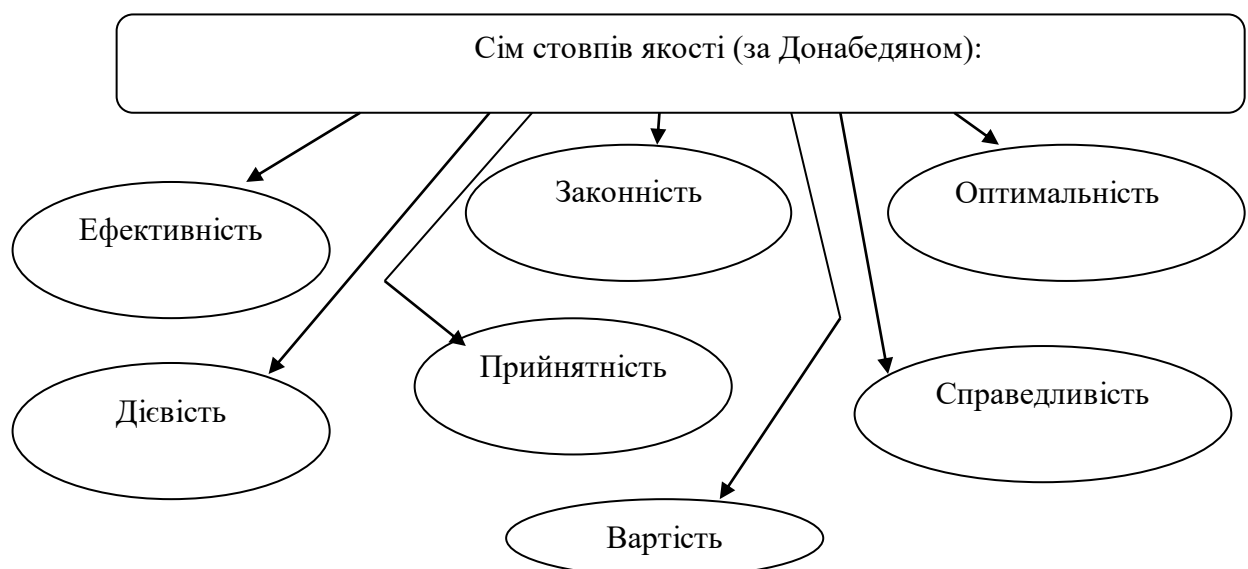 Сім стовпів якості (за Донабедяном):
Законність
Оптимальність
Ефективність
Прийнятність
Справедливість
Дієвість
Вартість